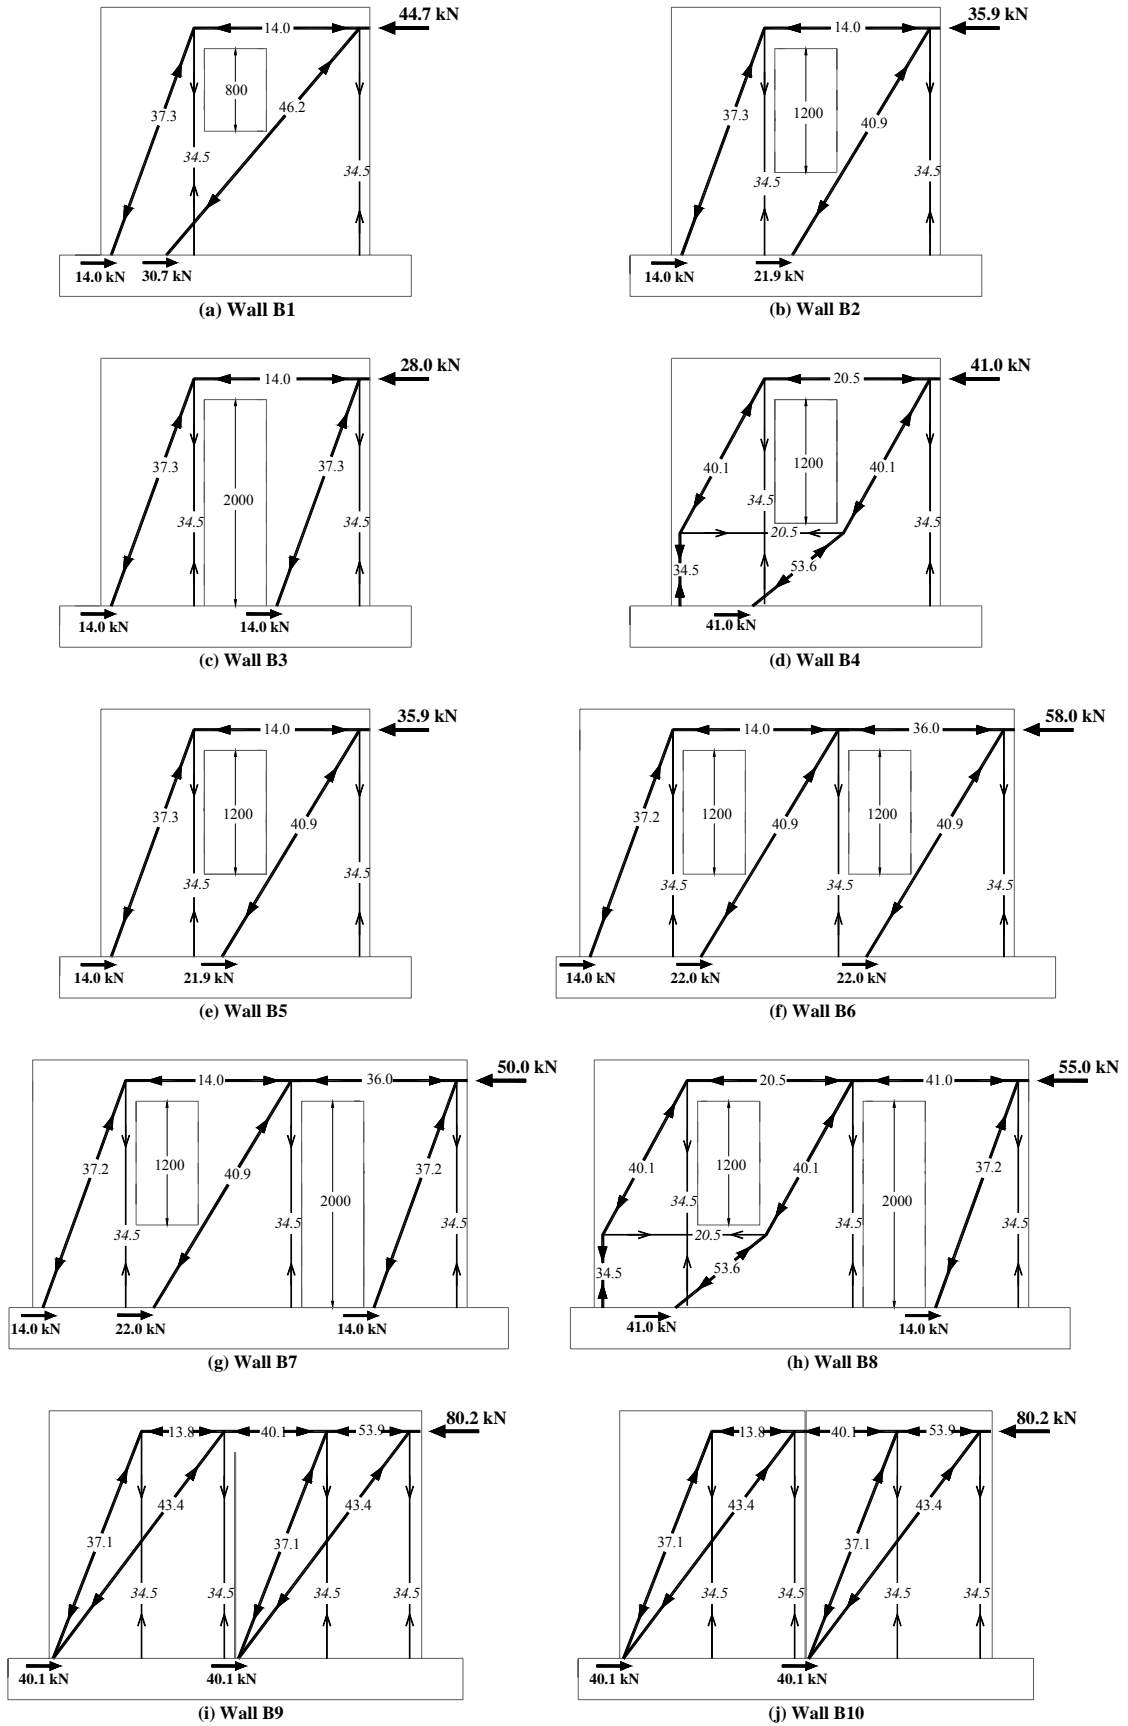 44.7 kN
14.0
800
37.3
46.2
34.5
34.5
14.0 kN
30.7 kN
(a) Wall B1
35.9 kN
14.0
1200
37.3
40.9
34.5
34.5
14.0 kN
21.9 kN
(b) Wall B2
28.0 kN
14.0
37.3
37.3
2000
34.5
34.5
14.0 kN
14.0 kN
(c) Wall B3
41.0 kN
20.5
1200
40.1
40.1
34.5
34.5
20.5
34.5
53.6
41.0 kN
(d) Wall B4
35.9 kN
14.0
1200
37.3
40.9
34.5
34.5
14.0 kN
21.9 kN
(e) Wall B5
58.0 kN
14.0
36.0
37.2
1200
40.9
1200
40.9
34.5
34.5
34.5
14.0 kN
22.0 kN
22.0 kN
(f) Wall B6
50.0 kN
14.0
36.0
37.2
1200
40.9
37.2
2000
34.5
34.5
34.5
14.0 kN
22.0 kN
14.0 kN
(g) Wall B7
55.0 kN
20.5
41.0
40.1
1200
40.1
37.2
34.5
2000
34.5
34.5
20.5
34.5
53.6
41.0 kN
14.0 kN
(h) Wall B8
80.2 kN
13.8
40.1
53.9
43.4
43.4
37.1
37.1
34.5
34.5
34.5
34.5
40.1 kN
40.1 kN
(i) Wall B9
80.2 kN
13.8
40.1
53.9
43.4
43.4
37.1
37.1
34.5
34.5
34.5
34.5
40.1 kN
40.1 kN
(j) Wall B10